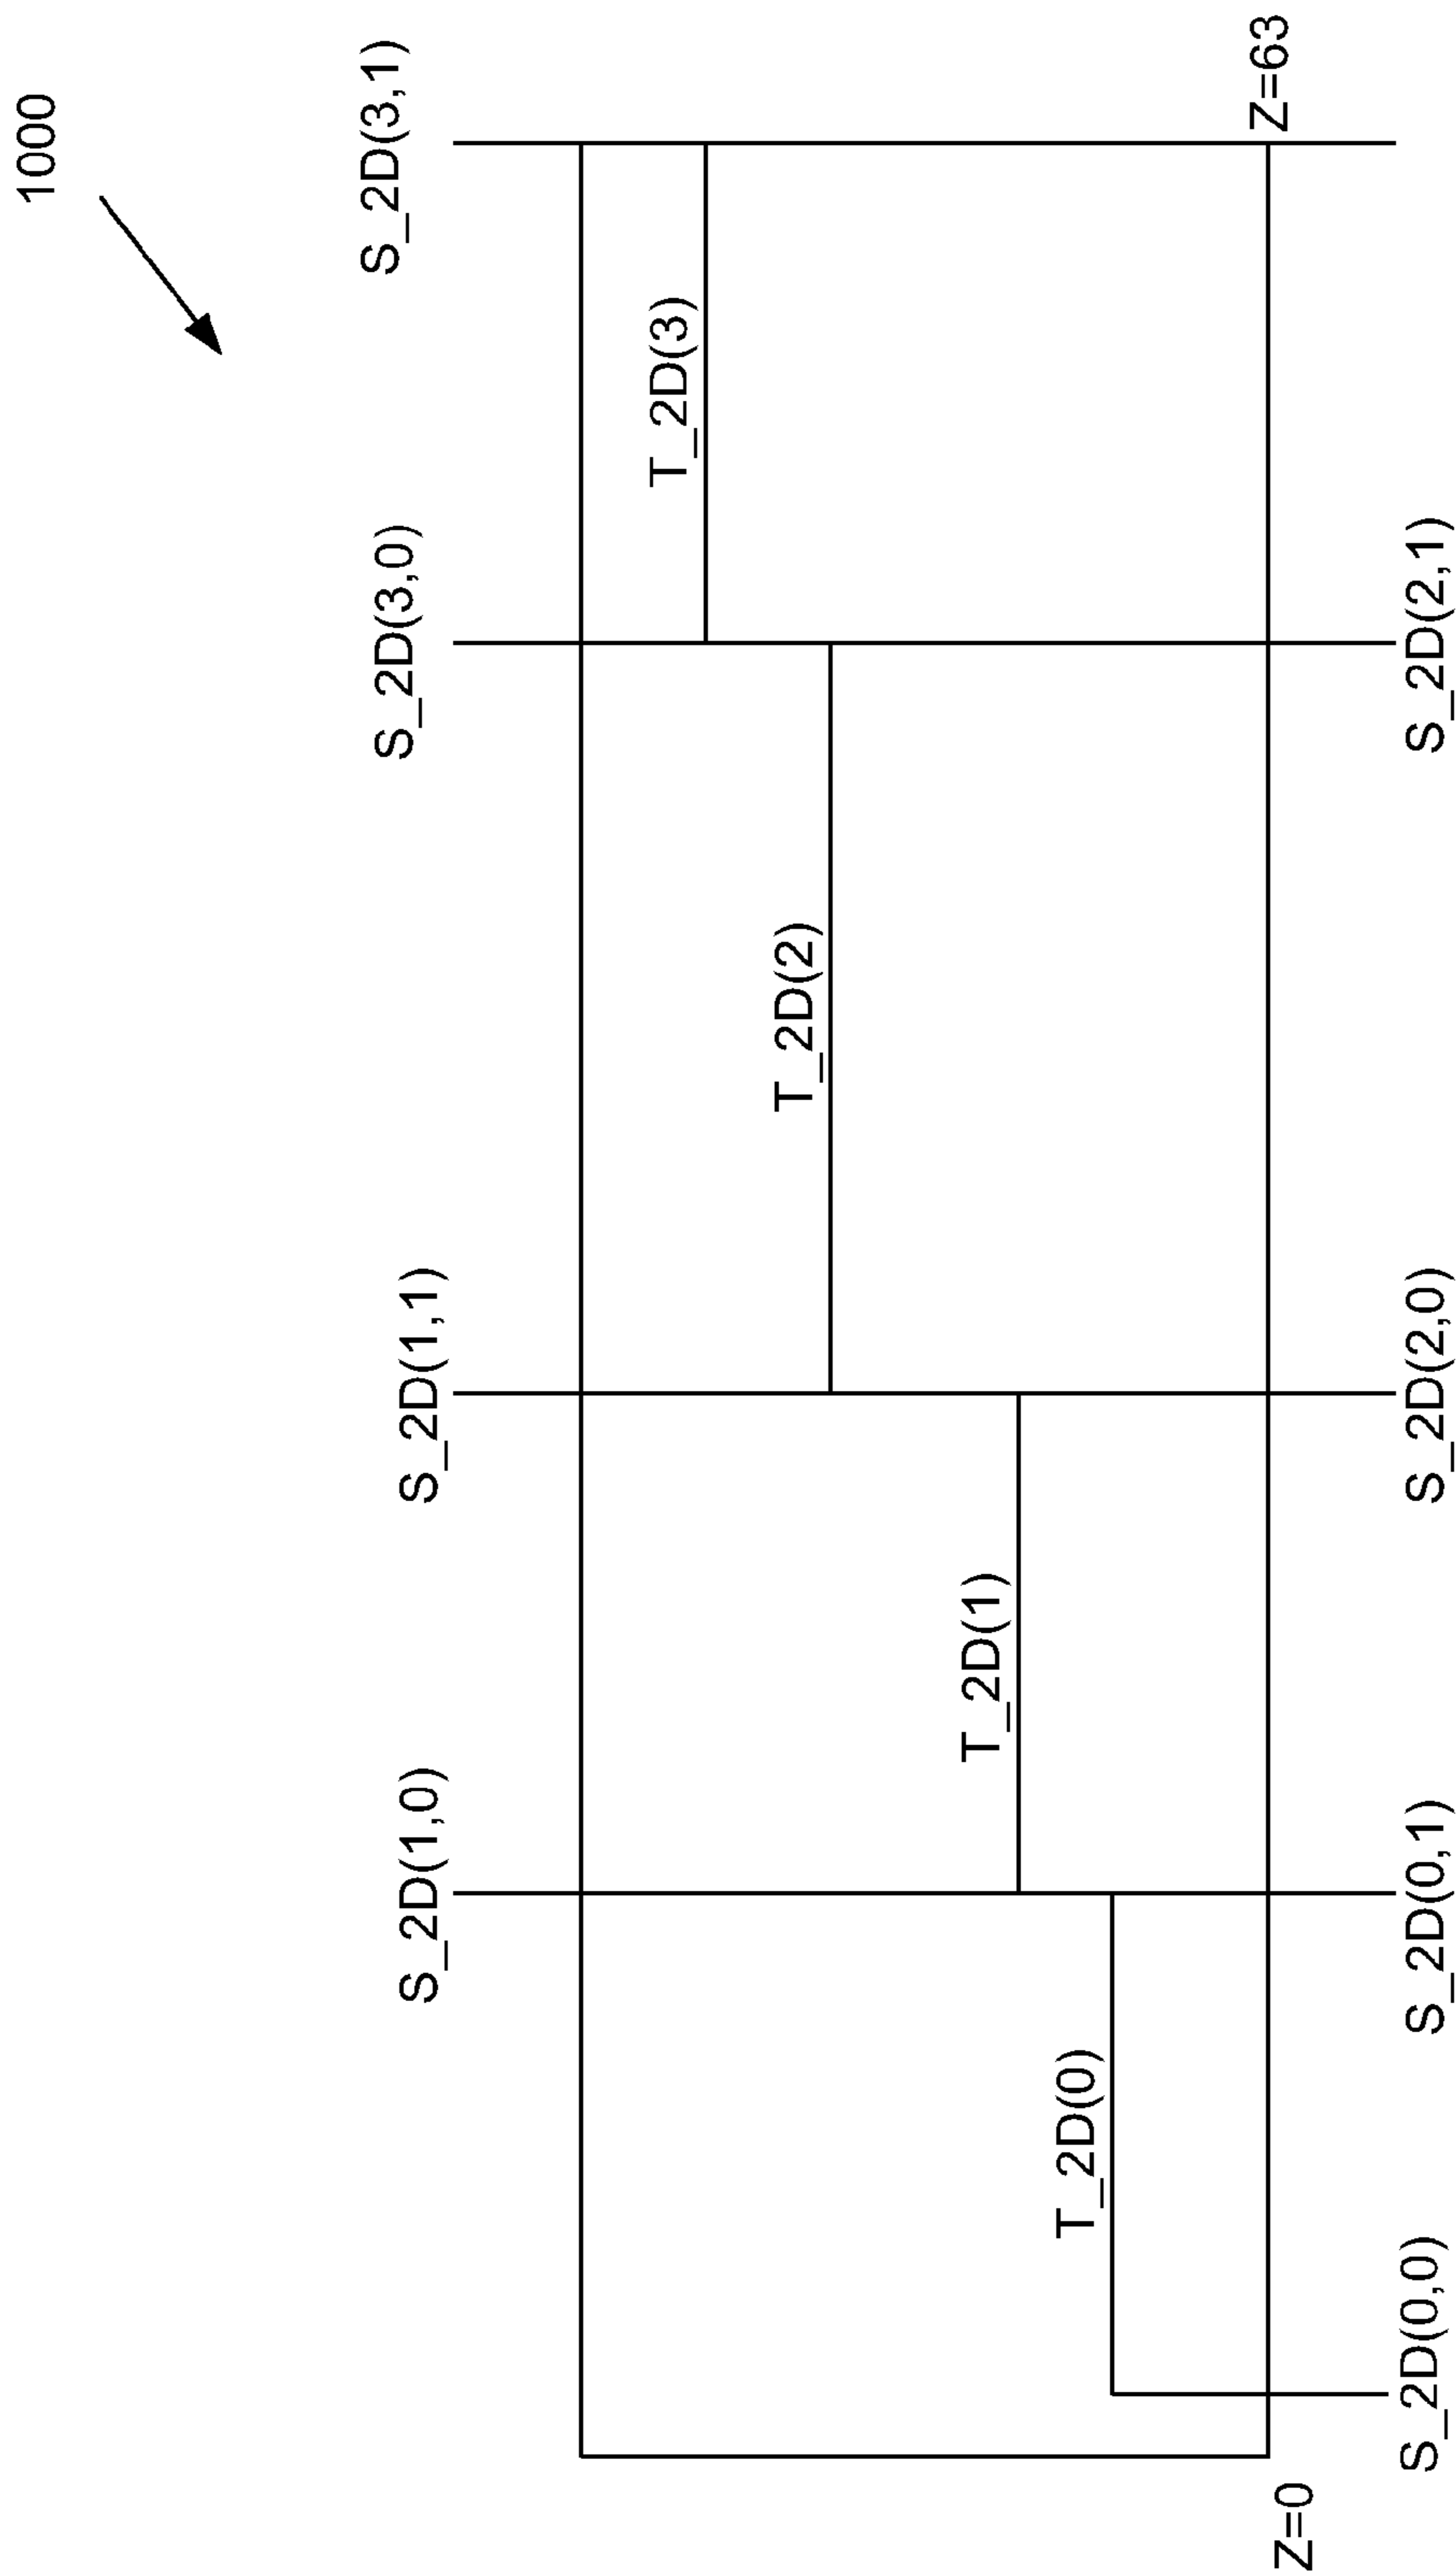 1000
S_2D(1,0)
S_2D(1,1)
S_2D(3,0)
S_2D(3,1)
T_2D(3)
T_2D(2)
T_2D(1)
T_2D(0)
Z=0
Z=63
S_2D(0,0)
S_2D(0,1)
S_2D(2,0)
S_2D(2,1)